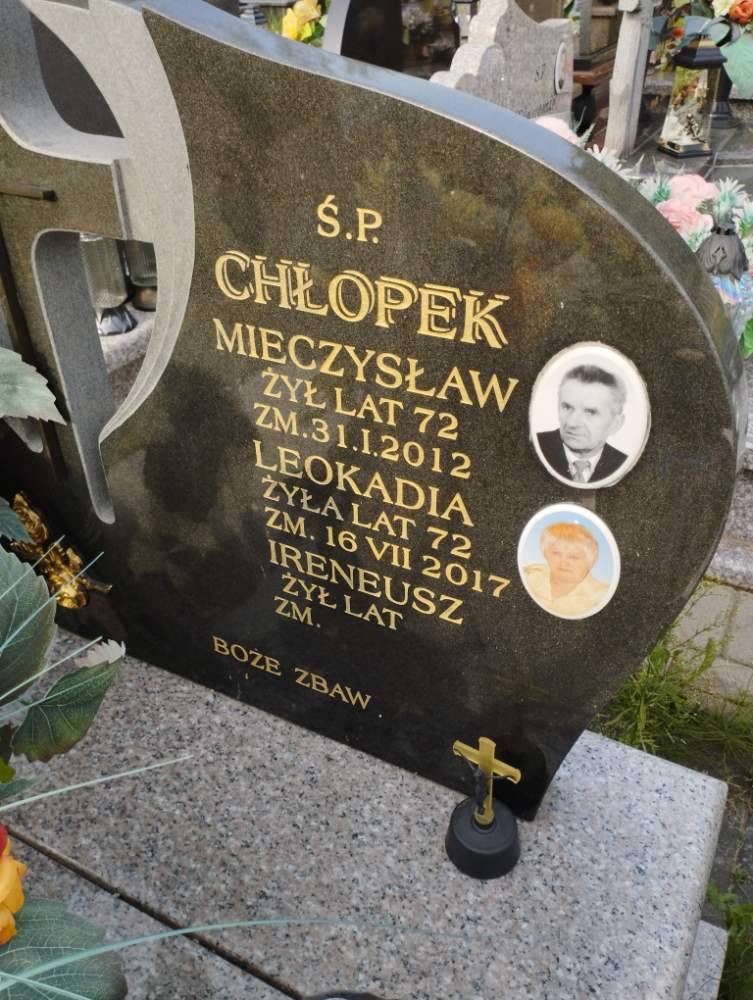 Ś.P.
CHŁOPEK
MIECZYSŁAW
ŻYŁ LAT 72
ZM.31.I.2012
LEOKADIA
ŻYŁA LAT 72
ZM. 16 VII 2017
IRENEUSZ
ŻYŁ LAT
ZM.
BOŻE ZBAW